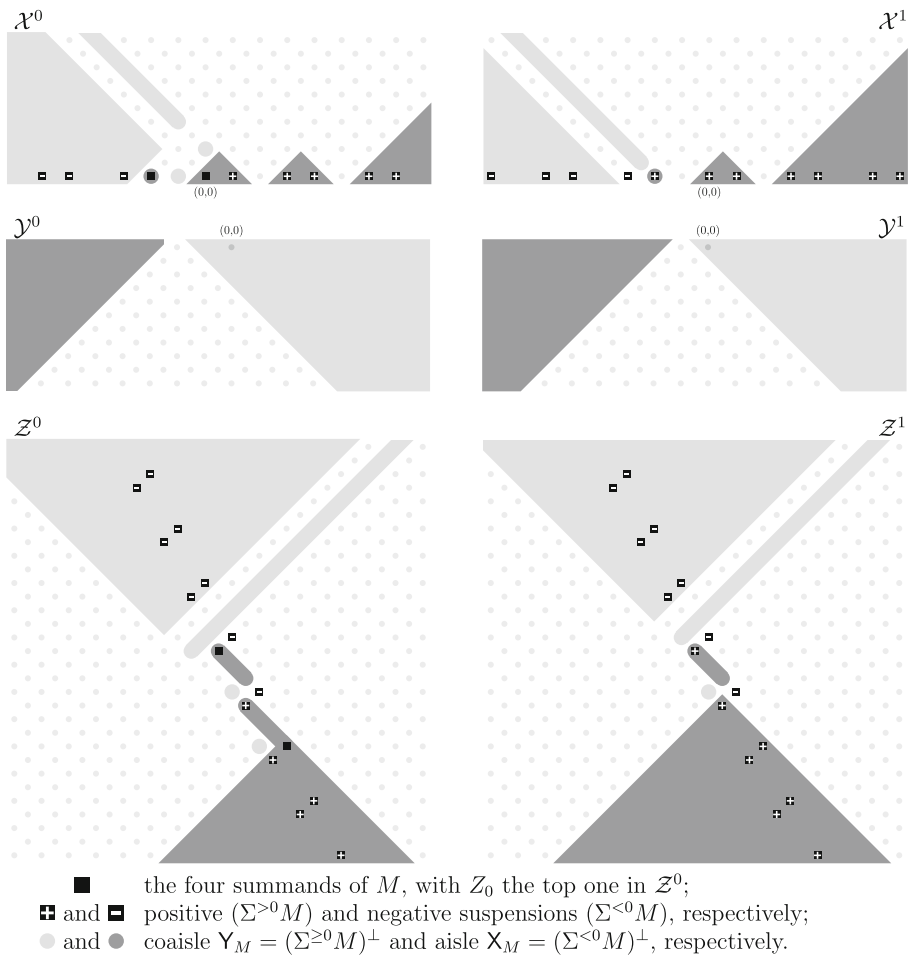 𝒳⁰ 𝒳¹
(0,0) (0,0)
𝒴⁰ (0,0) (0,0) 𝒴¹
𝒵⁰ 𝒵¹
the four summands of M, with Z₀ the top one in 𝒵⁰;
and positive (Σ^{>0}M) and negative suspensions (Σ^{<0}M), respectively;
and coaisle Y_M = (Σ^{≥0}M)^⊥ and aisle X_M = (Σ^{<0}M)^⊥, respectively.